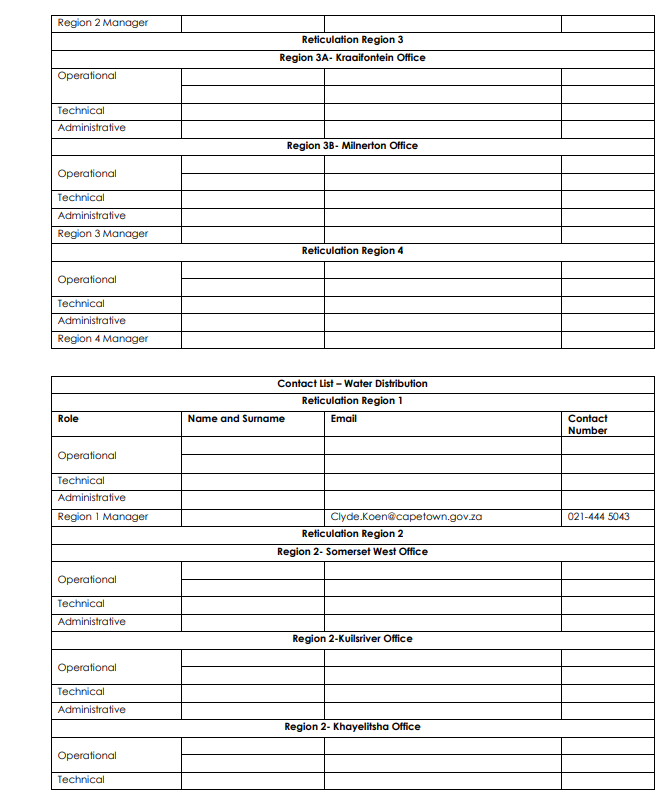 Region 2 Manager
Reticulation Region 3
Region 3A- Kraaifontein Office
Operational
Technical
Administrative
Region 3B- Milnerton Office
Operational
Technical
Administrative
Region 3 Manager
Reticulation Region 4
Operational
Technical
Administrative
Region 4 Manager
Contact List – Water Distribution
Reticulation Region 1
Role Name and Surname Email Contact
Number
Operational
Technical
Administrative
Region 1 Manager Clyde.Koen@capetown.gov.za 021-444 5043
Reticulation Region 2
Region 2- Somerset West Office
Operational
Technical
Administrative
Region 2-Kuilsriver Office
Operational
Technical
Administrative
Region 2- Khayelitsha Office
Operational
Technical